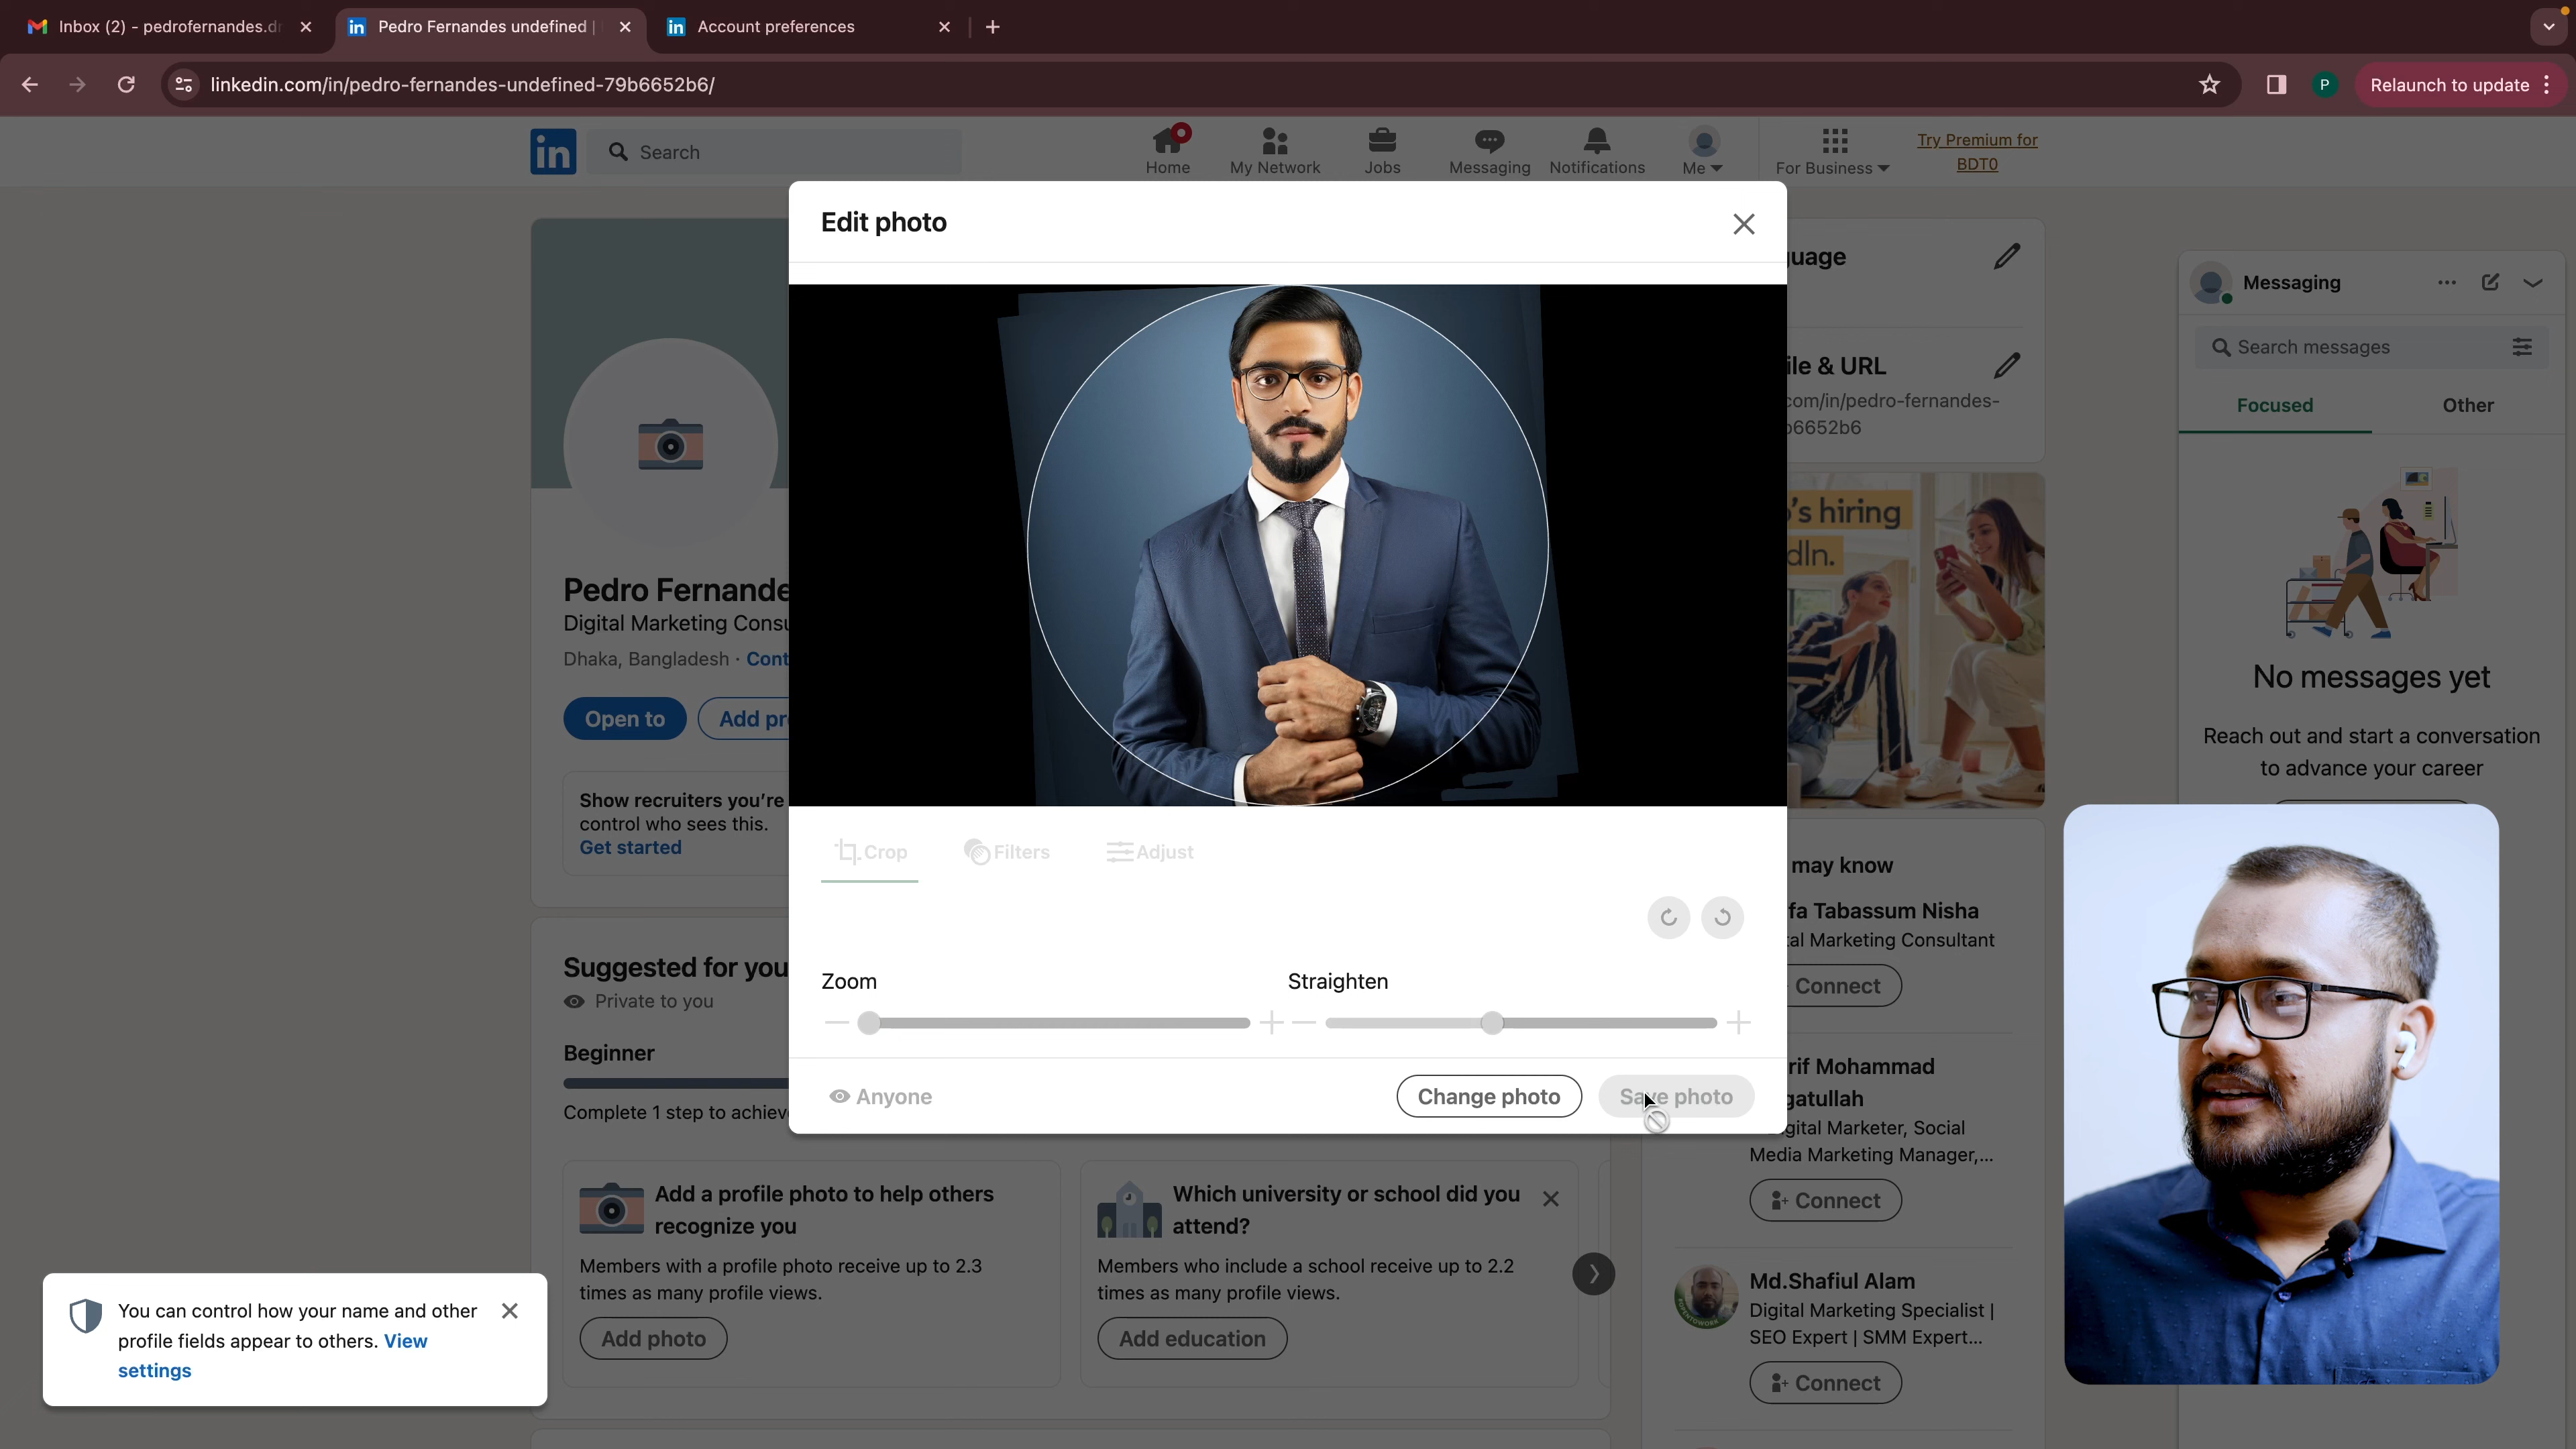 Inbox (2) - pedrofernandes.dr
Pedro Fernandes undefined |
Account preferences
linkedin.com/in/pedro-fernandes-undefined-79b6652b6/
P
Relaunch to update
in
Search
Home
My Network
Jobs
Messaging
Notifications
Me
For Business
Try Premium for
BDT0
Edit photo
guage
ile & URL
com/in/pedro-fernandes-
b6652b6
's hiring
dIn.
Messaging
Search messages
Focused
Other
No messages yet
Reach out and start a conversation
to advance your career
Pedro Fernande
Digital Marketing Consu
Dhaka, Bangladesh · Cont
Open to
Add pr
Show recruiters you're
control who sees this.
Get started
Crop
Filters
Adjust
Zoom
Straighten
Anyone
Change photo
Save photo
Suggested for you
Private to you
Beginner
Complete 1 step to achiev
Add a profile photo to help others
recognize you
Members with a profile photo receive up to 2.3
times as many profile views.
Add photo
Which university or school did you
attend?
Members who include a school receive up to 2.2
times as many profile views.
Add education
may know
fa Tabassum Nisha
tal Marketing Consultant
Connect
rif Mohammad
gatullah
gital Marketer, Social
Media Marketing Manager,...
Connect
Md.Shafiul Alam
Digital Marketing Specialist |
SEO Expert | SMM Expert...
Connect
You can control how your name and other
profile fields appear to others. View
settings